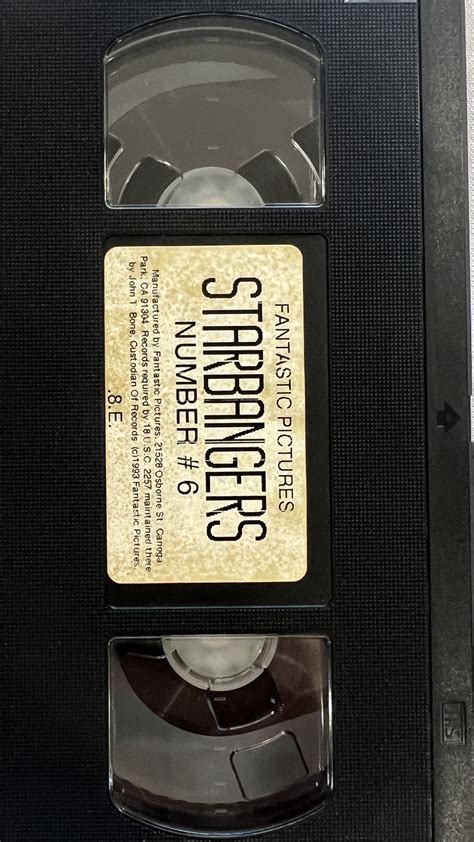 FANTASTIC PICTURES
STARBANGERS
NUMBER # 6
Manufactured by Fantastic Pictures, 21528 Osborne St. Canoga
Park, CA 91304. Records required by 18 U.S.C. 2257 maintained there
by John T. Bone, Custodian Of Records (c)1993 Fantastic Pictures.
.8.E.
VHS